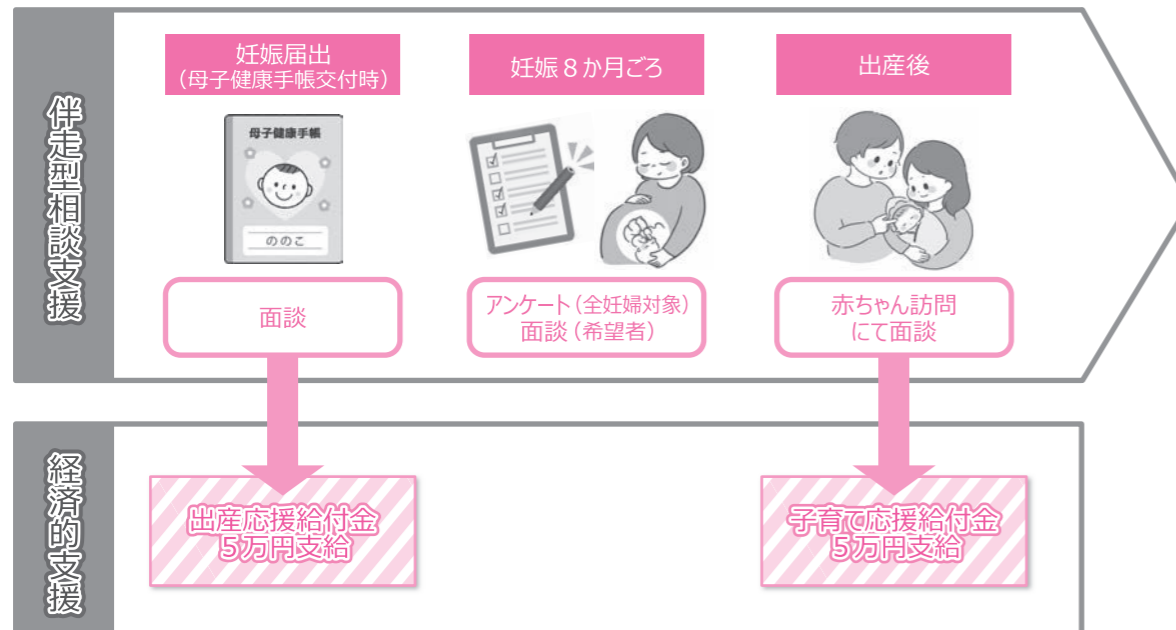 伴走型相談支援
妊娠届出
（母子健康手帳交付時）
妊娠８か月ごろ
出産後
母子健康手帳
ののこ
面談
アンケート（全妊婦対象）
面談（希望者）
赤ちゃん訪問
にて面談
経済的支援
出産応援給付金
５万円支給
子育て応援給付金
５万円支給